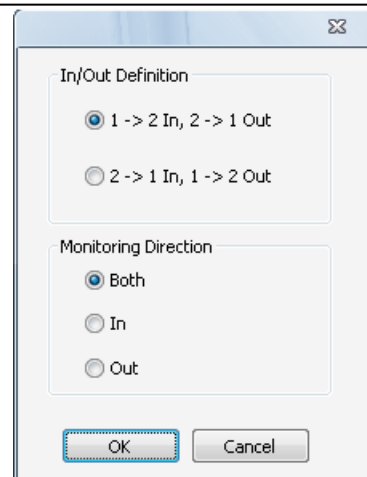 In/Out Definition
1 -> 2 In, 2 -> 1 Out
2 -> 1 In, 1 -> 2 Out
Monitoring Direction
Both
In
Out
OK Cancel